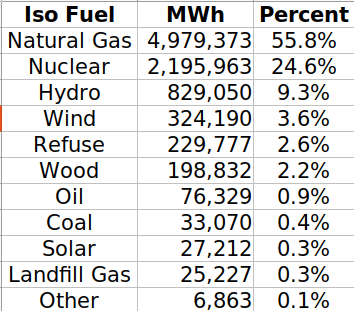 Iso Fuel MWh Percent
Natural Gas 4,979,373 55.8%
Nuclear 2,195,963 24.6%
Hydro 829,050 9.3%
Wind 324,190 3.6%
Refuse 229,777 2.6%
Wood 198,832 2.2%
Oil 76,329 0.9%
Coal 33,070 0.4%
Solar 27,212 0.3%
Landfill Gas 25,227 0.3%
Other 6,863 0.1%